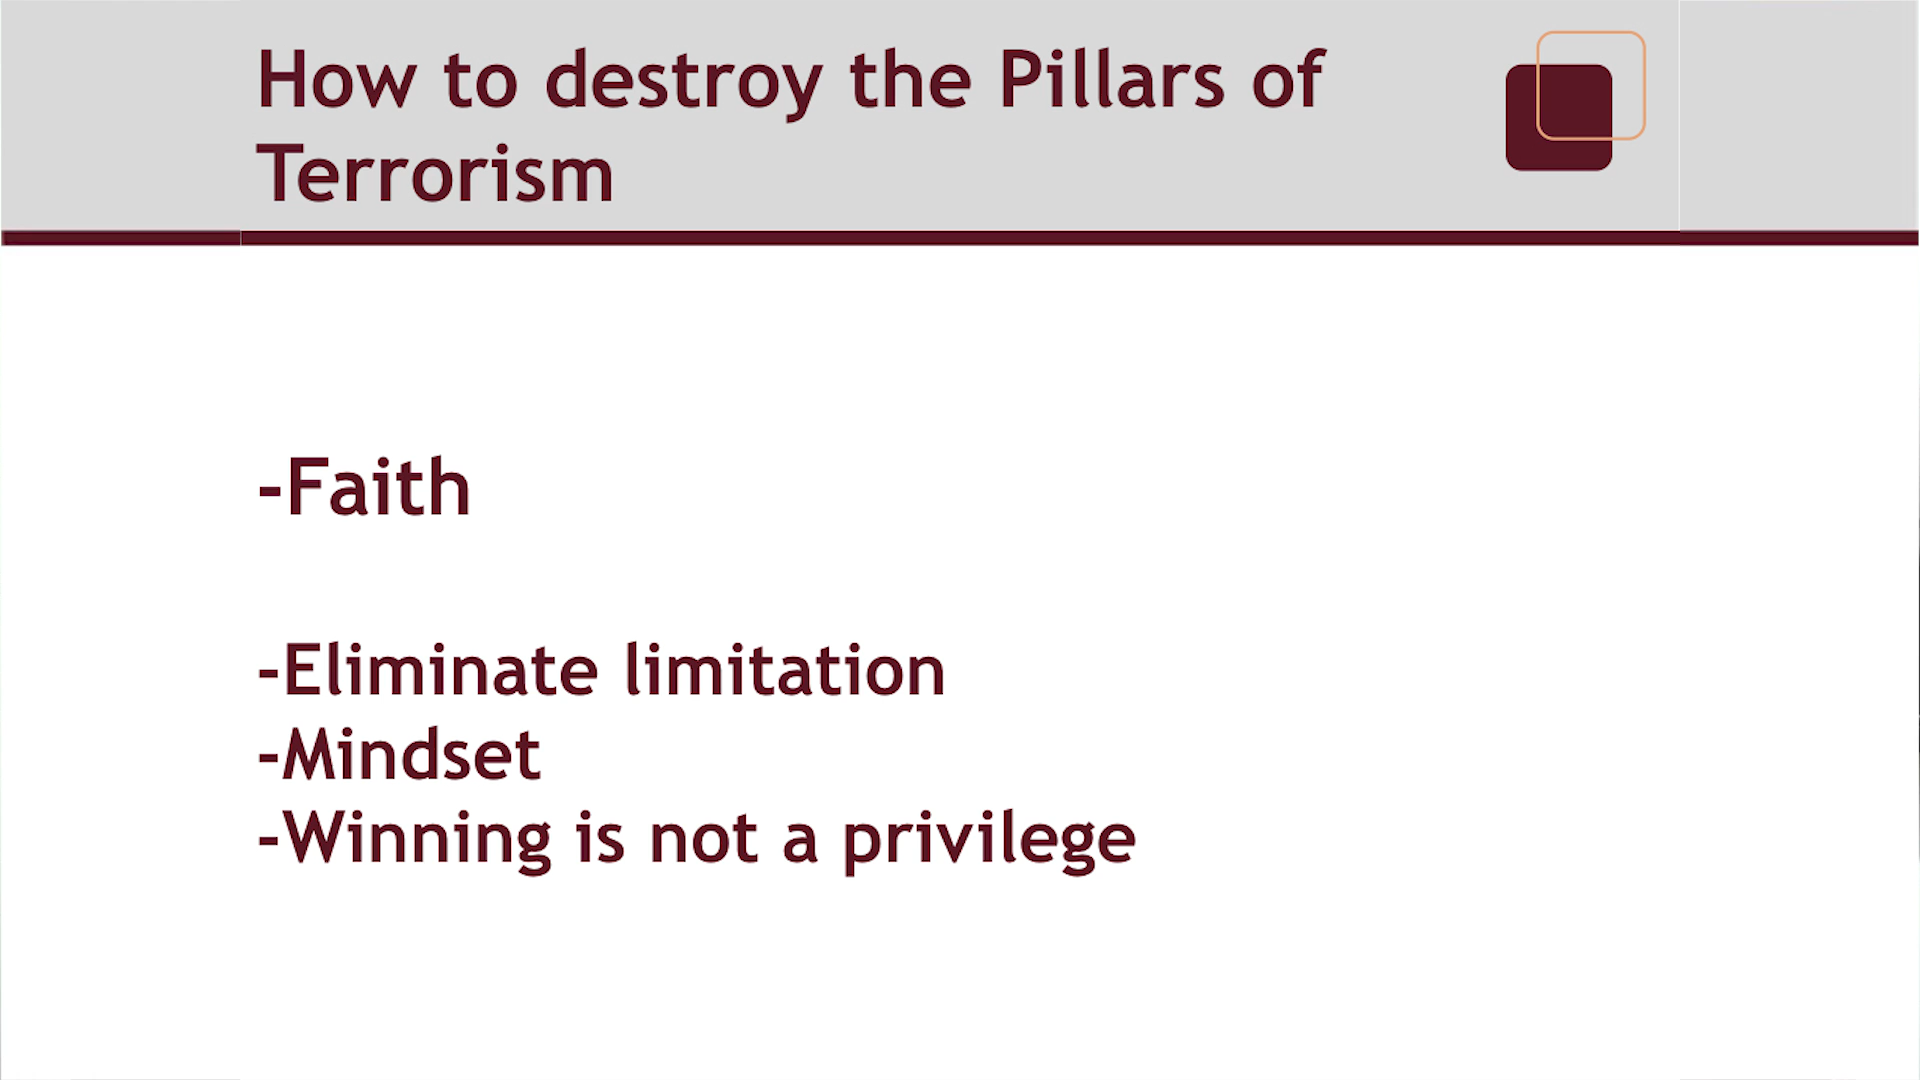 How to destroy the Pillars of
Terrorism
-Faith
-Eliminate limitation
-Mindset
-Winning is not a privilege